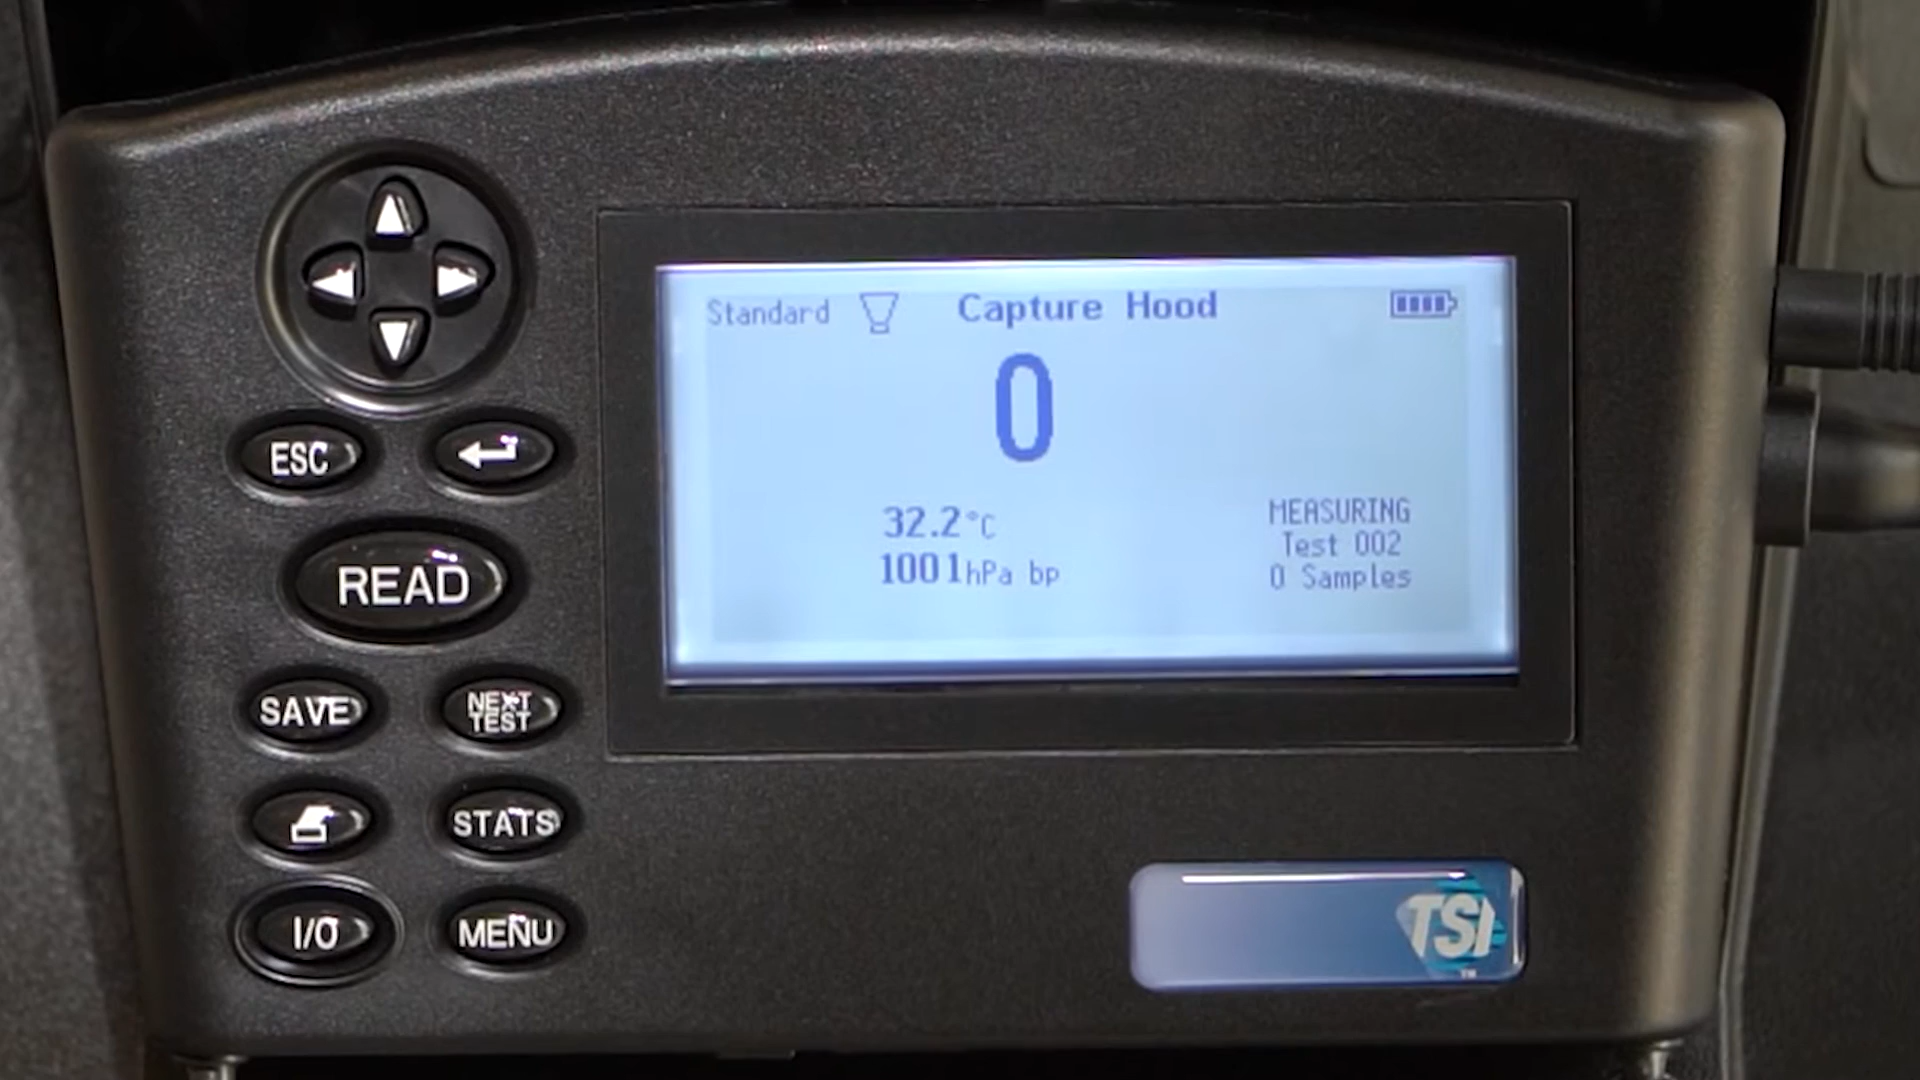 Standard Capture Hood
0
32.2°C
1001hPa bp
MEASURING
Test 002
0 Samples
ESC
READ
SAVE
NEXT
TEST
STATS
I/O
MENU
TSI
TM